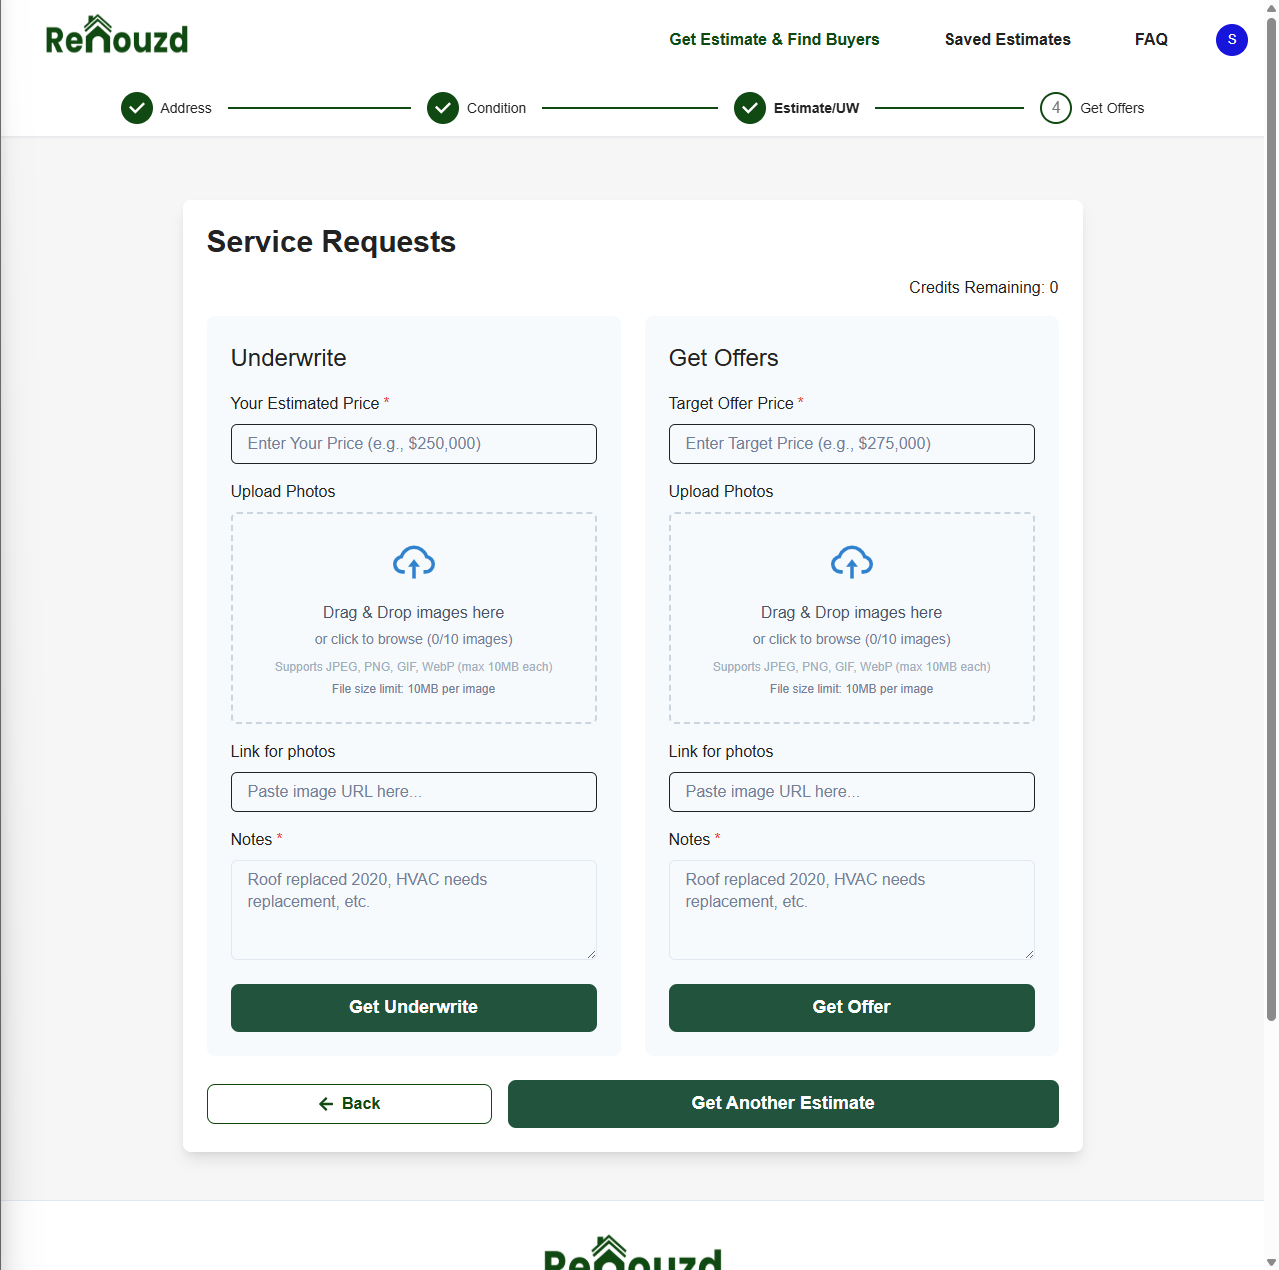 ReHouzd
Get Estimate & Find Buyers
Saved Estimates
FAQ
S
Address
Condition
Estimate/UW
4
Get Offers
Service Requests
Credits Remaining: 0
Underwrite
Your Estimated Price *
Enter Your Price (e.g., $250,000)
Upload Photos
Drag & Drop images here
or click to browse (0/10 images)
Supports JPEG, PNG, GIF, WebP (max 10MB each)
File size limit: 10MB per image
Link for photos
Paste image URL here...
Notes *
Roof replaced 2020, HVAC needs
replacement, etc.
Get Underwrite
Get Offers
Target Offer Price *
Enter Target Price (e.g., $275,000)
Upload Photos
Drag & Drop images here
or click to browse (0/10 images)
Supports JPEG, PNG, GIF, WebP (max 10MB each)
File size limit: 10MB per image
Link for photos
Paste image URL here...
Notes *
Roof replaced 2020, HVAC needs
replacement, etc.
Get Offer
Back
Get Another Estimate
ReHouzd